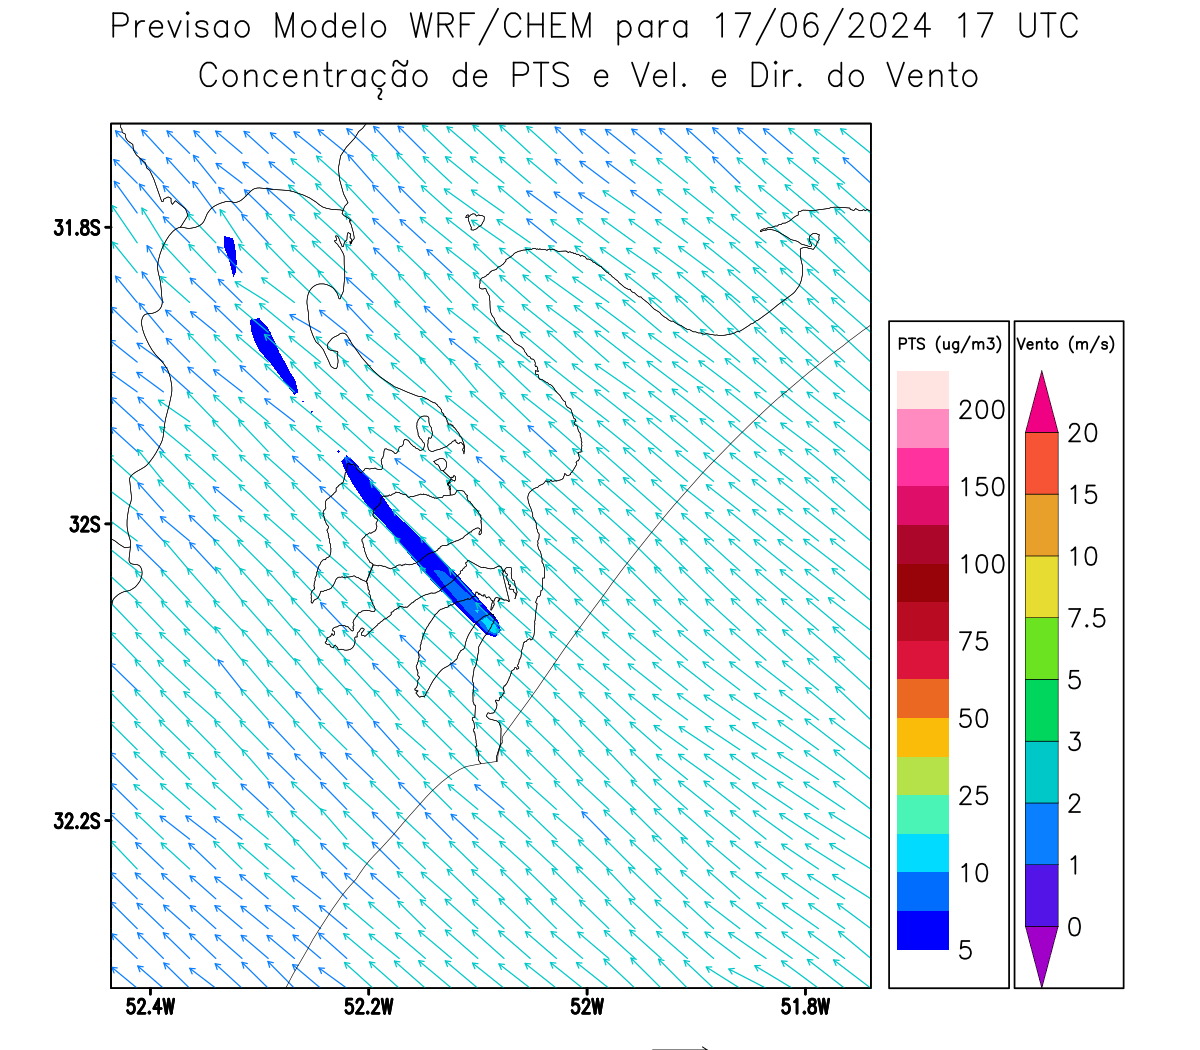 Previsao Modelo WRF/CHEM para 17/06/2024 17 UTC
Concentração de PTS e Vel. e Dir. do Vento
31.8S
32S
32.2S
52.4W
52.2W
52W
51.8W
PTS (ug/m3)
200
150
100
75
50
25
10
5
Vento (m/s)
20
15
10
7.5
5
3
2
1
0